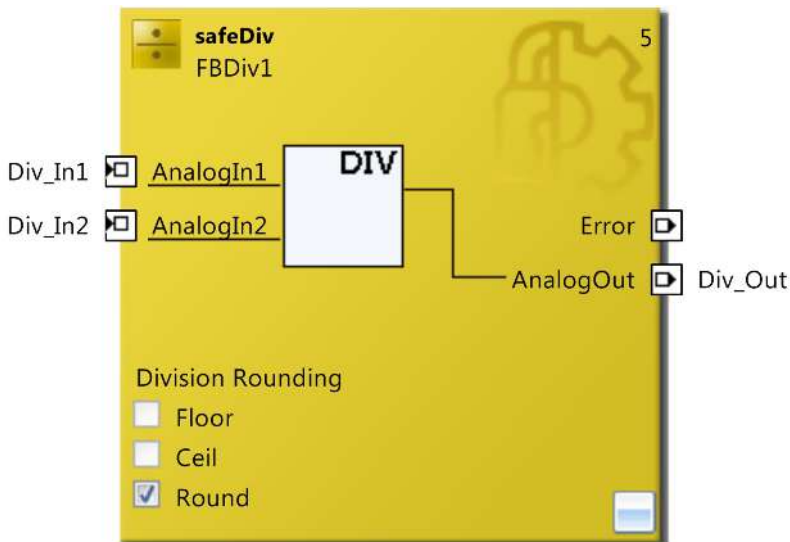 safeDiv 5
FBDiv1
DIV
Div_In1 AnalogIn1
Div_In2 AnalogIn2 Error
AnalogOut Div_Out
Division Rounding
Floor
Ceil
Round